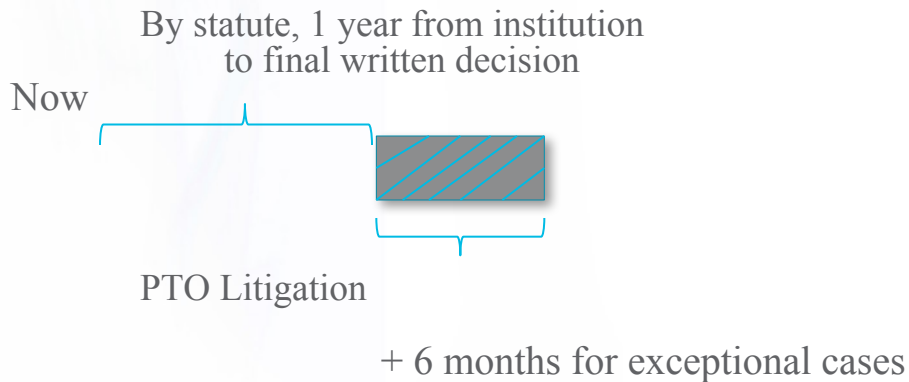 By statute, 1 year from institution
to final written decision
Now
PTO Litigation
+ 6 months for exceptional cases